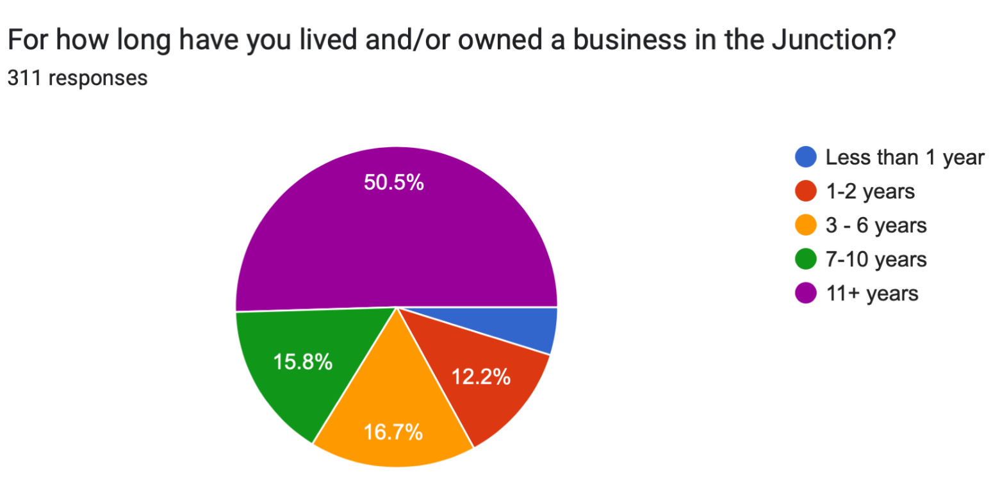 For how long have you lived and/or owned a business in the Junction?
311 responses
50.5%
15.8%
12.2%
16.7%
Less than 1 year
1-2 years
3 - 6 years
7-10 years
11+ years